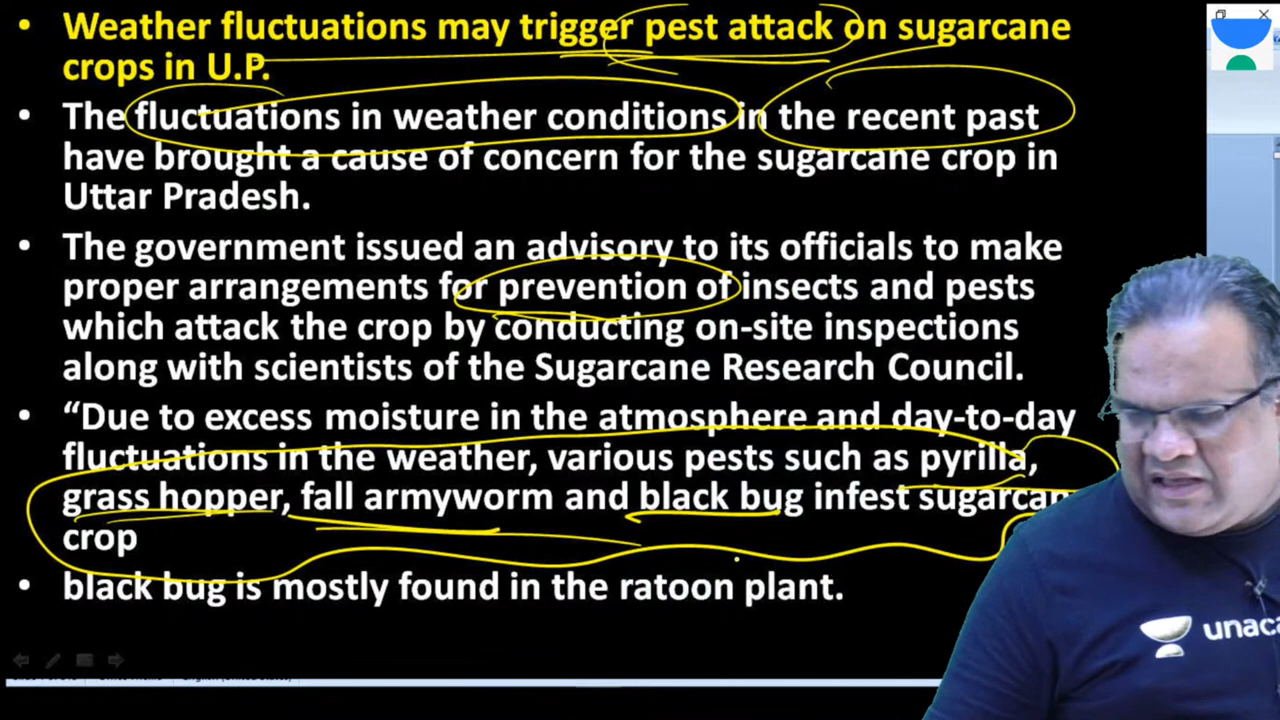 • Weather fluctuations may trigger pest attack on sugarcane
crops in U.P.
• The fluctuations in weather conditions in the recent past
have brought a cause of concern for the sugarcane crop in
Uttar Pradesh.
• The government issued an advisory to its officials to make
proper arrangements for prevention of insects and pests
which attack the crop by conducting on-site inspections
along with scientists of the Sugarcane Research Council.
• “Due to excess moisture in the atmosphere and day-to-day
fluctuations in the weather, various pests such as pyrilla,
grass hopper, fall armyworm and black bug infest sugarcan
crop
• black bug is mostly found in the ratoon plant.
unaca